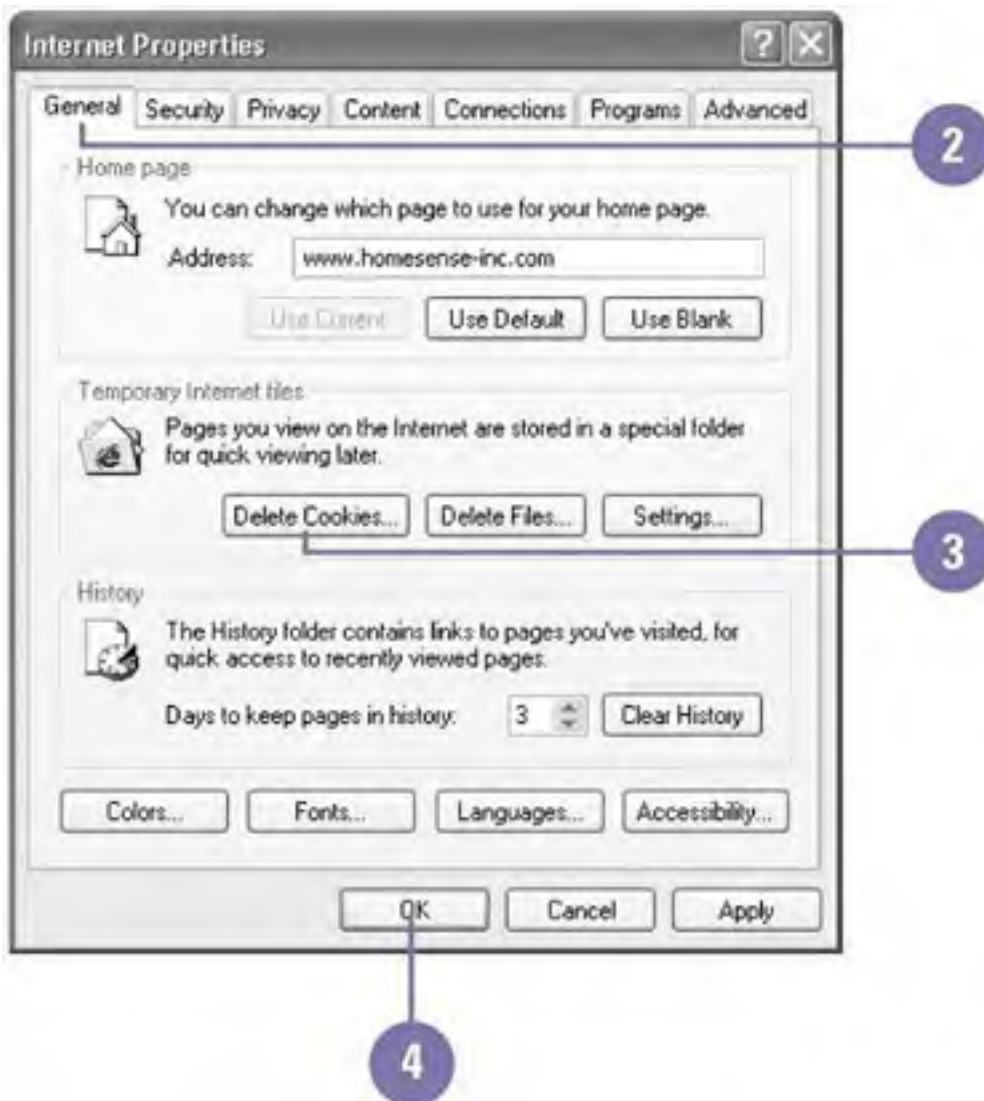 Internet Properties
General Security Privacy Content Connections Programs Advanced
2
Home page
You can change which page to use for your home page.
Address: www.homesense-inc.com
Use Current Use Default Use Blank
Temporary Internet files
Pages you view on the Internet are stored in a special folder
for quick viewing later.
Delete Cookies... Delete Files... Settings...
3
History
The History folder contains links to pages you've visited, for
quick access to recently viewed pages.
Days to keep pages in history: 3 Clear History
Colors... Fonts... Languages... Accessibility...
OK Cancel Apply
4